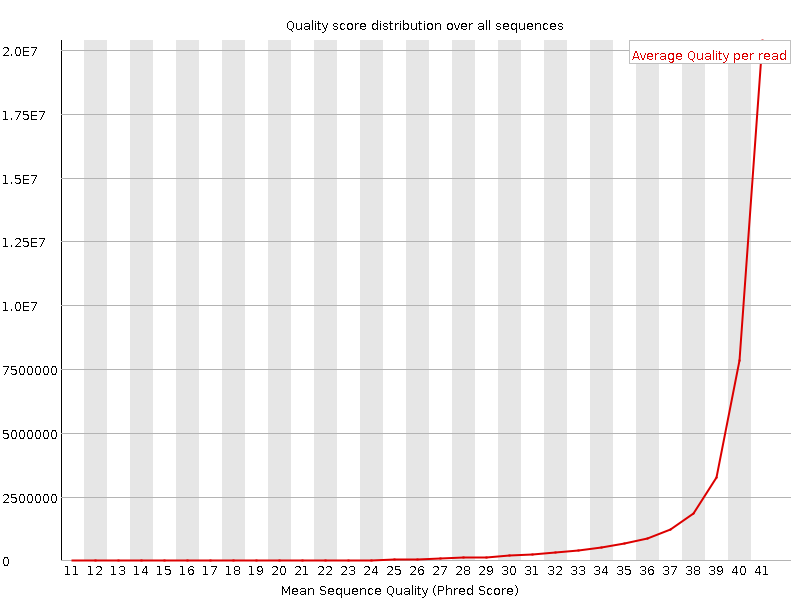 Quality score distribution over all sequences
Average Quality per read
2.0E7
1.75E7
1.5E7
1.25E7
1.0E7
7500000
5000000
2500000
0
11 12 13 14 15 16 17 18 19 20 21 22 23 24 25 26 27 28 29 30 31 32 33 34 35 36 37 38 39 40 41
Mean Sequence Quality (Phred Score)